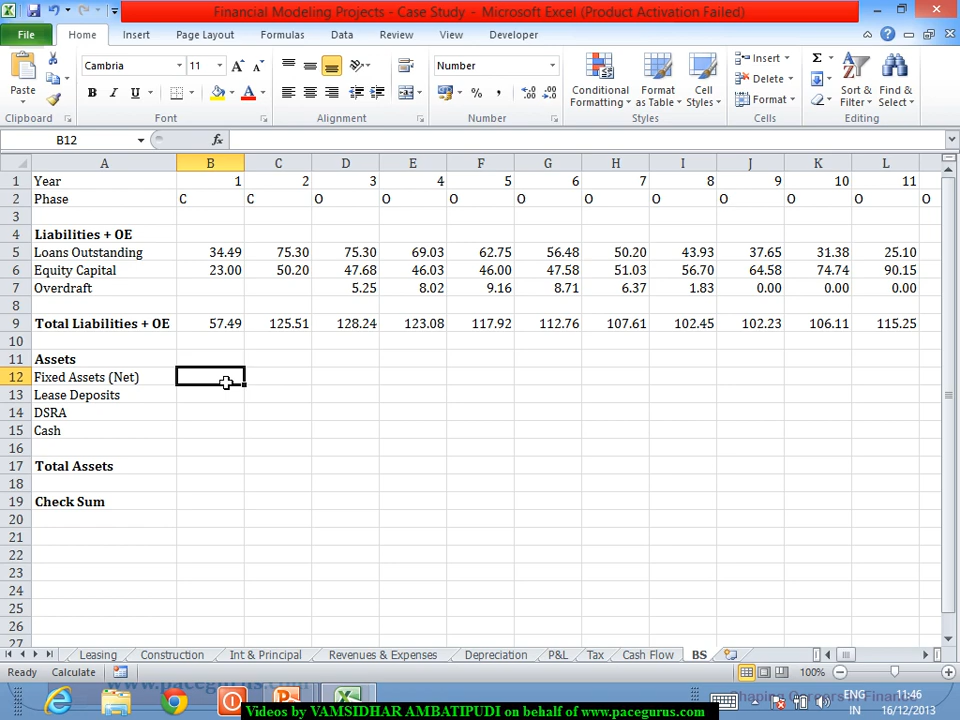 Financial Modeling Projects - Case Study - Microsoft Excel (Product Activation Failed)
File Home Insert Page Layout Formulas Data Review View Developer
Cambria 11 Number Insert Σ
Paste B I U Conditional Formatting Format as Table Cell Styles Delete Format Sort & Filter Find & Select
Clipboard Font Alignment Number Styles Cells Editing
B12 fx
A B C D E F G H I J K L
1 Year 1 2 3 4 5 6 7 8 9 10 11
2 Phase C C O O O O O O O O O O
3
4 Liabilities + OE
5 Loans Outstanding 34.49 75.30 75.30 69.03 62.75 56.48 50.20 43.93 37.65 31.38 25.10
6 Equity Capital 23.00 50.20 47.68 46.03 46.00 47.58 51.03 56.70 64.58 74.74 90.15
7 Overdraft 5.25 8.02 9.16 8.71 6.37 1.83 0.00 0.00 0.00
8
9 Total Liabilities + OE 57.49 125.51 128.24 123.08 117.92 112.76 107.61 102.45 102.23 106.11 115.25
10
11 Assets
12 Fixed Assets (Net)
13 Lease Deposits
14 DSRA
15 Cash
16
17 Total Assets
18
19 Check Sum
20
21
22
23
24
25
26
27
Leasing Construction Int & Principal Revenues & Expenses Depreciation P&L Tax Cash Flow BS
Ready Calculate 100%
www.pacegurus.com
Shaping Careers in Finance
ENG 11:46
IN 16/12/2013
Videos by VAMSIDHAR AMBATIPUDI on behalf of www.pacegurus.com